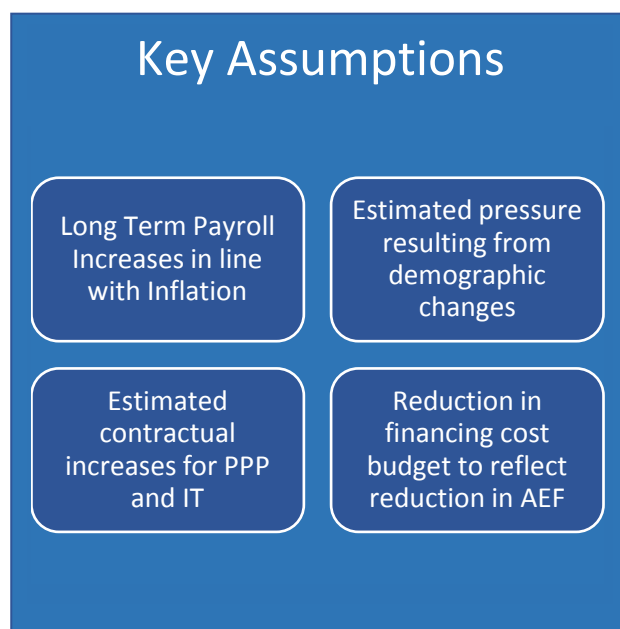 Key Assumptions
Long Term Payroll
Increases in line
with Inflation
Estimated pressure
resulting from
demographic
changes
Estimated
contractual
increases for PPP
and IT
Reduction in
financing cost
budget to reflect
reduction in AEF